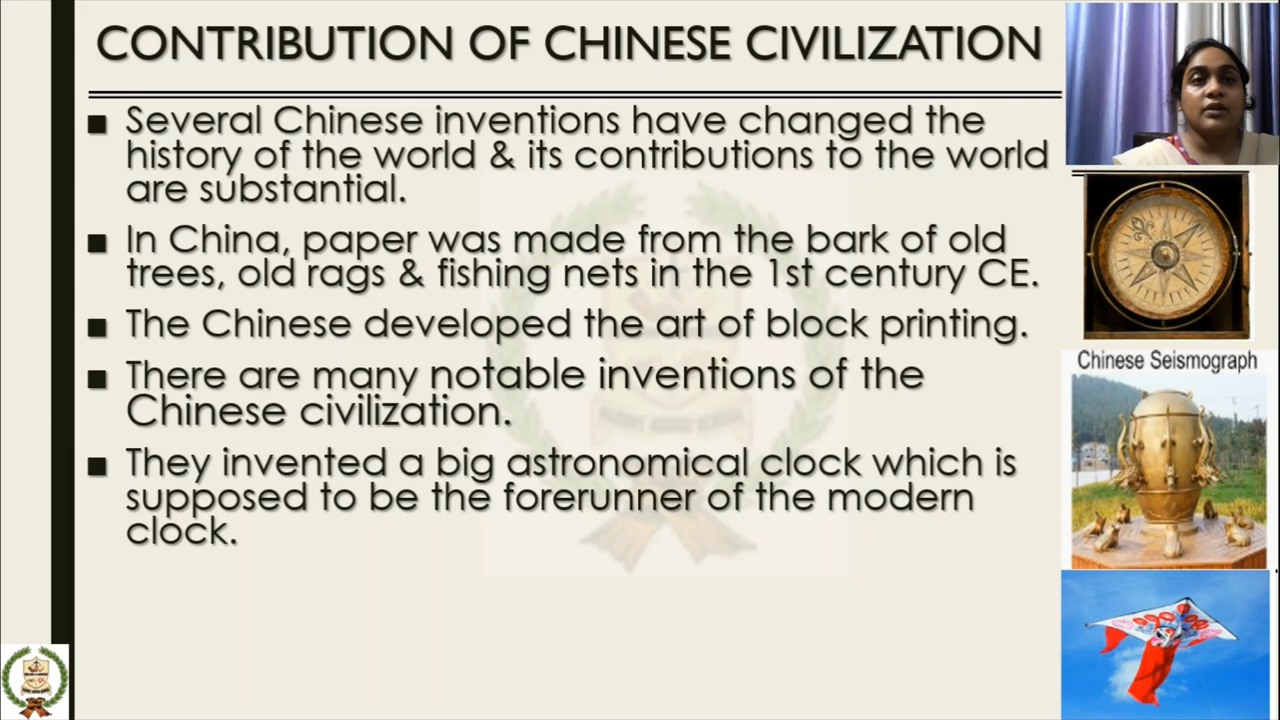 CONTRIBUTION OF CHINESE CIVILIZATION
■ Several Chinese inventions have changed the
history of the world & its contributions to the world
are substantial.
■ In China, paper was made from the bark of old
trees, old rags & fishing nets in the 1st century CE.
■ The Chinese developed the art of block printing.
■ There are many notable inventions of the
Chinese civilization.
■ They invented a big astronomical clock which is
supposed to be the forerunner of the modern
clock.
Chinese Seismograph